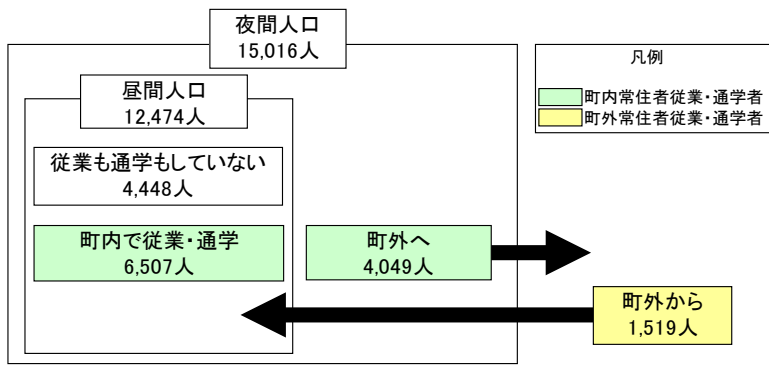 夜間人口
15,016人
昼間人口
12,474人
従業も通学もしていない
4,448人
町内で従業・通学
6,507人
町外へ
4,049人
町外から
1,519人
凡例
町内常住者従業・通学者
町外常住者従業・通学者